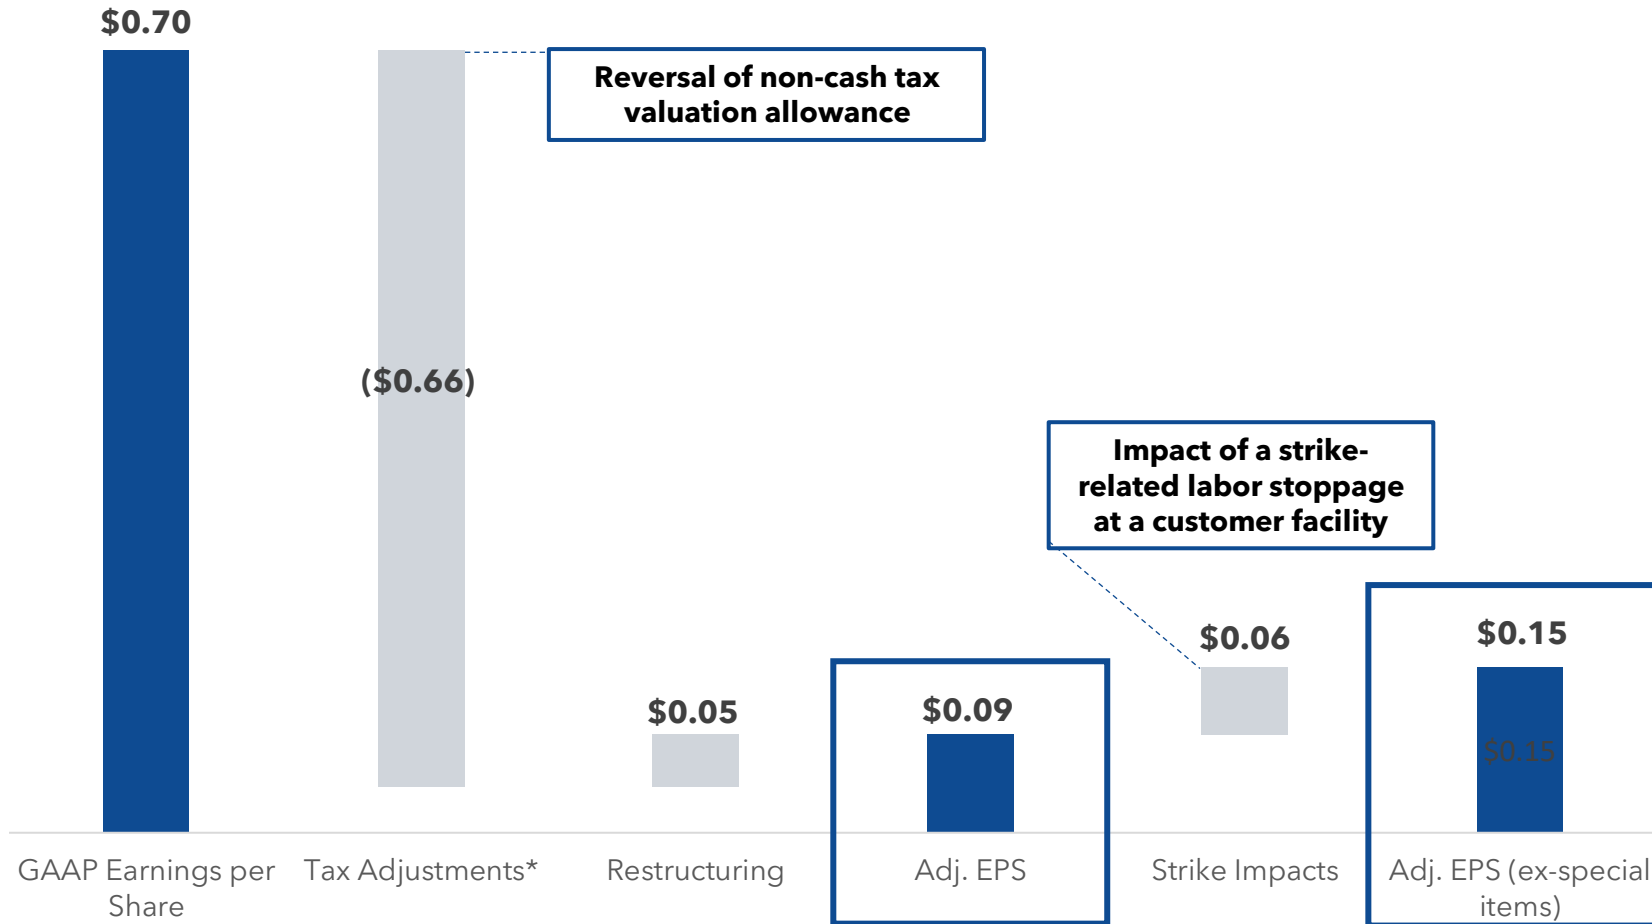 $0.70
Reversal of non-cash tax
valuation allowance
($0.66)
Impact of a strike-
related labor stoppage
at a customer facility
$0.05
$0.09
$0.06
$0.15
$0.15
GAAP Earnings per
Share
Tax Adjustments*
Restructuring
Adj. EPS
Strike Impacts
Adj. EPS (ex-special
items)